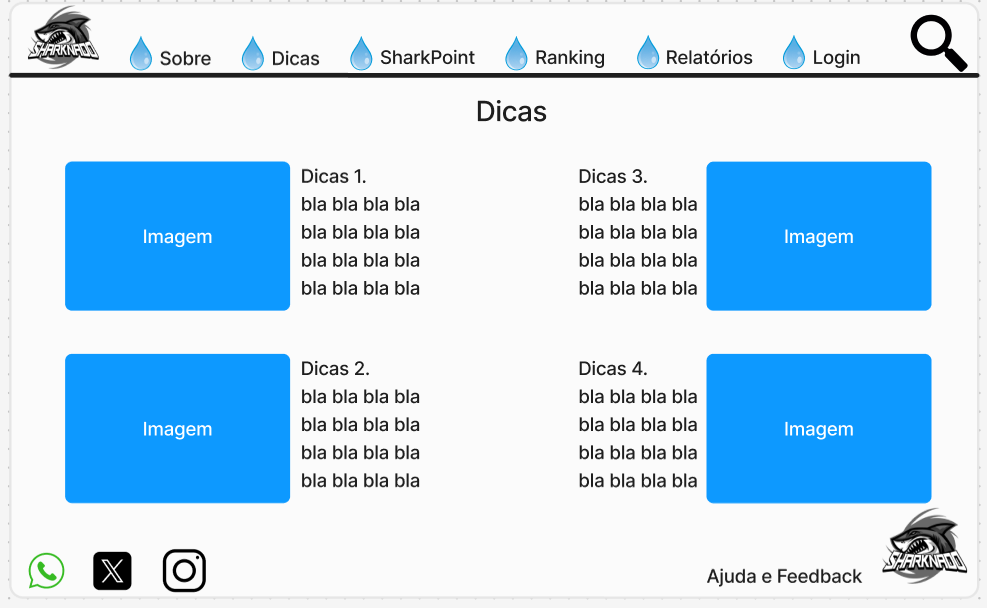 SHARKNADO
Sobre
Dicas
SharkPoint
Ranking
Relatórios
Login
Dicas
Imagem
Dicas 1.
bla bla bla bla
bla bla bla bla
bla bla bla bla
bla bla bla bla
Dicas 3.
bla bla bla bla
bla bla bla bla
bla bla bla bla
bla bla bla bla
Imagem
Imagem
Dicas 2.
bla bla bla bla
bla bla bla bla
bla bla bla bla
bla bla bla bla
Dicas 4.
bla bla bla bla
bla bla bla bla
bla bla bla bla
bla bla bla bla
Imagem
Ajuda e Feedback
SHARKNADO